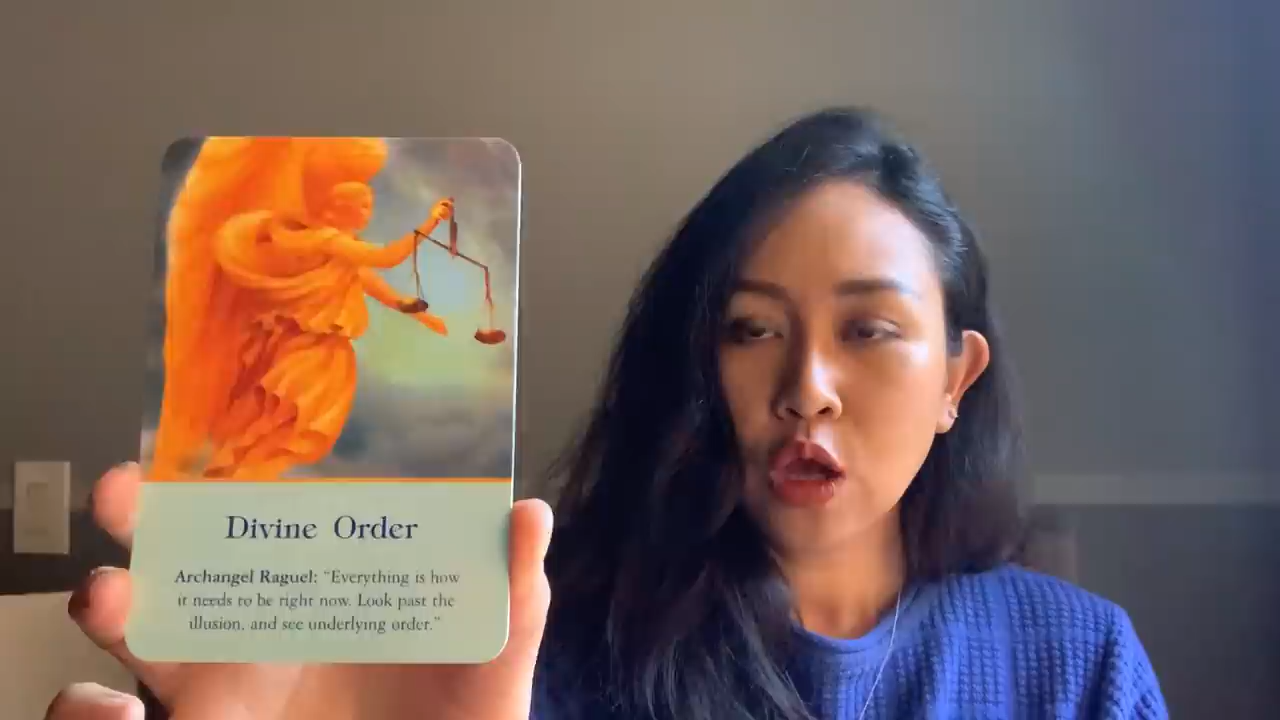 Divine Order
Archangel Raguel: “Everything is how
it needs to be right now. Look past the
illusion, and see underlying order.”